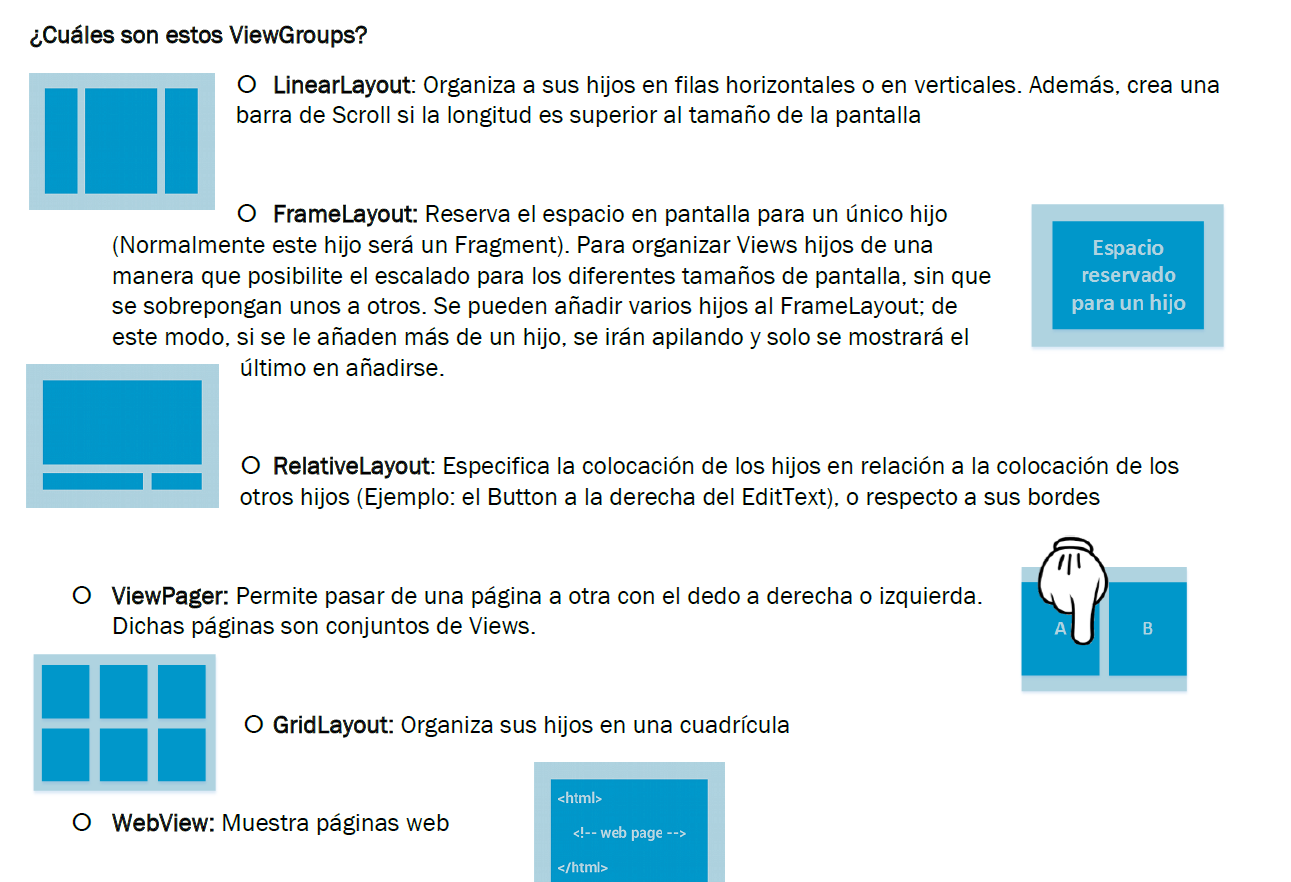 ¿Cuáles son estos ViewGroups?
O LinearLayout: Organiza a sus hijos en filas horizontales o en verticales. Además, crea una
barra de Scroll si la longitud es superior al tamaño de la pantalla
O FrameLayout: Reserva el espacio en pantalla para un único hijo
(Normalmente este hijo será un Fragment). Para organizar Views hijos de una
manera que posibilite el escalado para los diferentes tamaños de pantalla, sin que
se sobrepongan unos a otros. Se pueden añadir varios hijos al FrameLayout; de
este modo, si se le añaden más de un hijo, se irán apilando y solo se mostrará el
último en añadirse.
Espacio
reservado
para un hijo
O RelativeLayout: Especifica la colocación de los hijos en relación a la colocación de los
otros hijos (Ejemplo: el Button a la derecha del EditText), o respecto a sus bordes
O ViewPager: Permite pasar de una página a otra con el dedo a derecha o izquierda.
Dichas páginas son conjuntos de Views.
A B
O GridLayout: Organiza sus hijos en una cuadrícula
O WebView: Muestra páginas web
<html>
<!-- web page -->
</html>